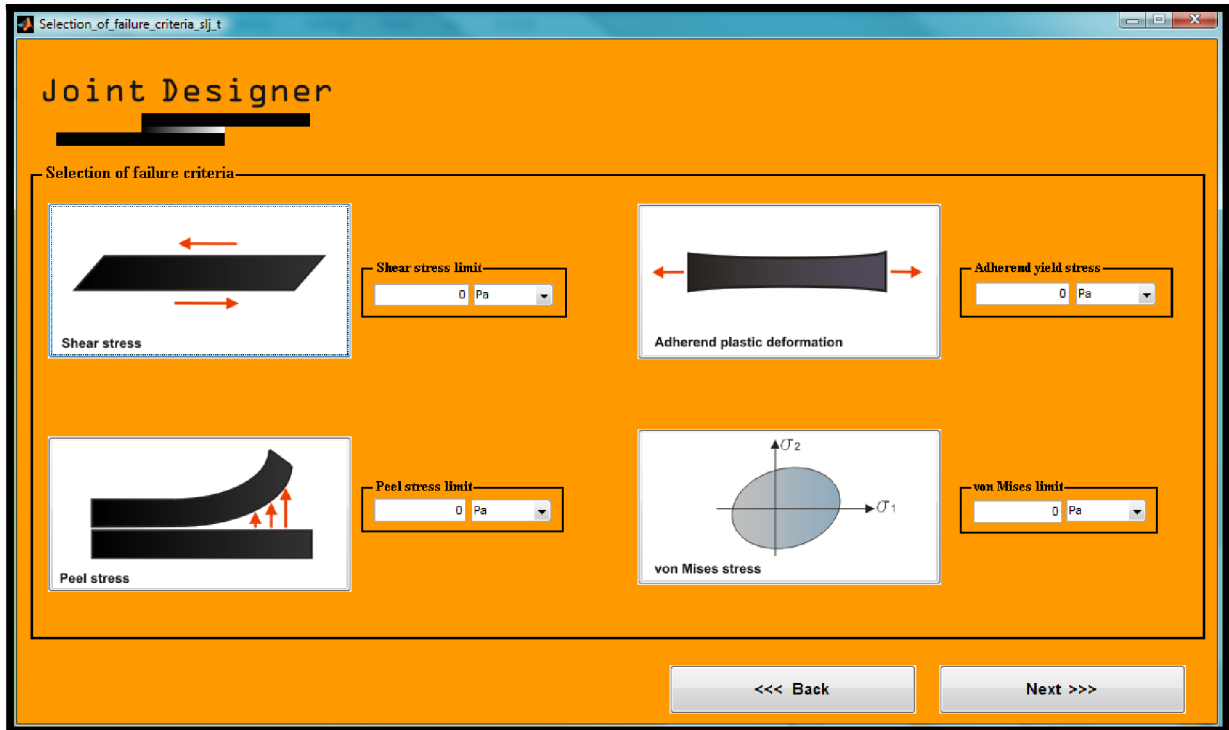 Selection_of_failure_criteria_slj_t
Joint Designer
Selection of failure criteria
Shear stress
Shear stress limit
0 Pa
Adherend plastic deformation
Adherend yield stress
0 Pa
Peel stress
Peel stress limit
0 Pa
σ2
σ1
von Mises stress
von Mises limit
0 Pa
<<< Back
Next >>>